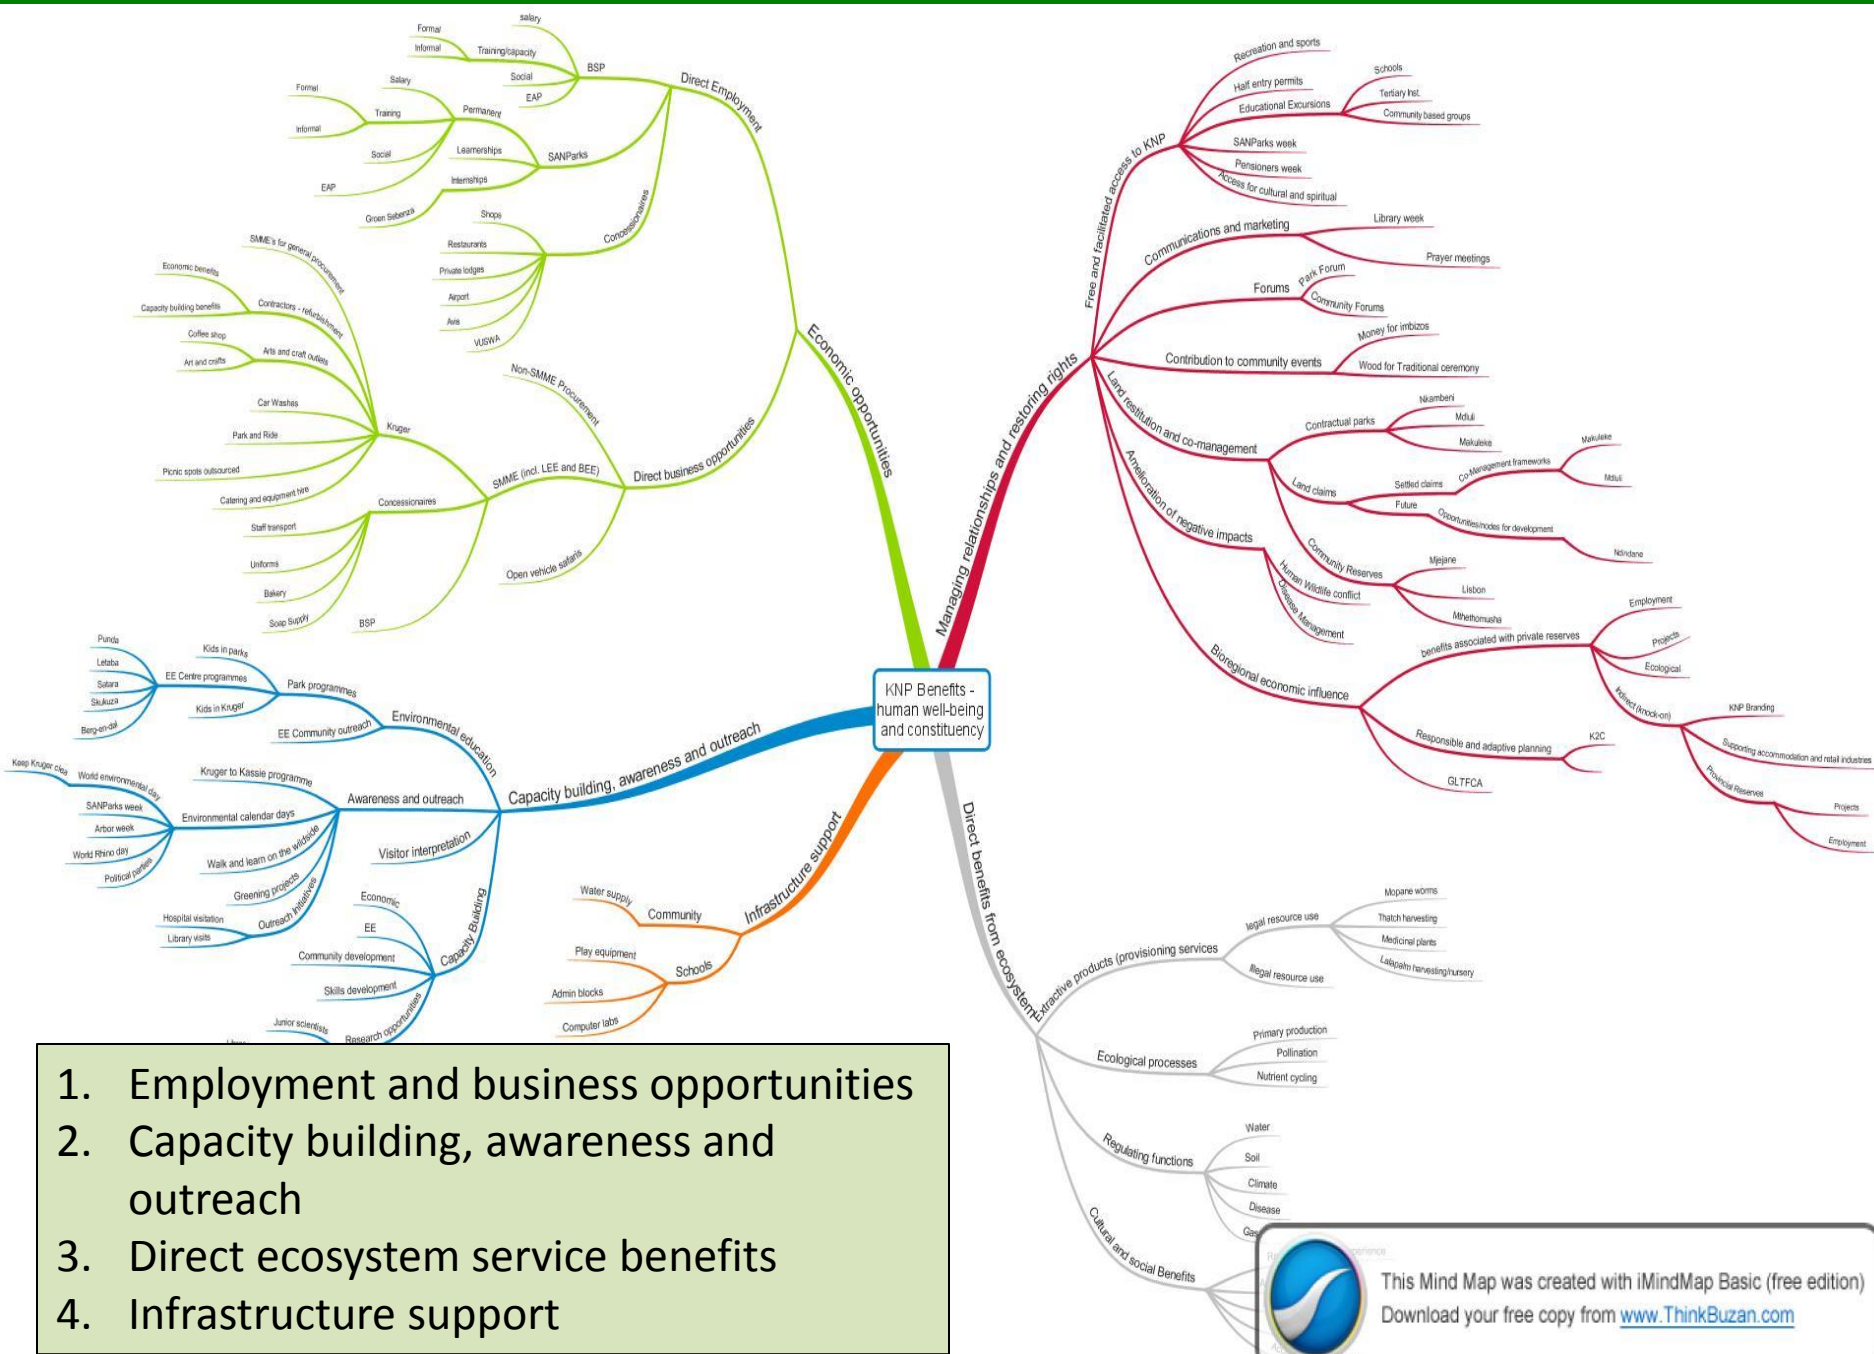 KNP Benefits -
human well-being
and constituency
Economic opportunities
Direct Employment
BSP
salary
Training/capacity
Formal
Informal
Social
EAP
SANParks
Permanent
Salary
Training
Formel
Informal
Social
EAP
Learnerships
Internships
Groen Sebenza
Concessionaires
Shops
Restaurants
Private lodges
Airport
Avis
VUSWA
Direct business opportunities
Non-SMME Procurement
SMME (incl. LEE and BEE)
Kruger
SMME's for general procurement
Contractors - refurbishment
Economic benefits
Capacity building benefits
Arts and craft outlets
Coffee shop
Art and crafts
Car Washes
Park and Ride
Picnic spots outsourced
Catering and equipment hire
Concessionaires
Staff transport
Uniforms
Bakery
Soap Supply
BSP
Open vehicle safaris
Managing relationships and restoring rights
Free and facilitated access to KNP
Recreation and sports
Half entry permits
Educational Excursions
Schools
Tertiary Inst.
Community based groups
SANParks week
Pensioners week
Access for cultural and spiritual
Communications and marketing
Library week
Prayer meetings
Forums
Park Forum
Community Forums
Contribution to community events
Money for imbizos
Wood for Traditional ceremony
Land restitution and co-management
Contractual parks
Nkambeni
Mdluli
Makuleke
Land claims
Settled claims
Co-Management frameworks
Makuleke
Mdluli
Future
Opportunities/nodes for development
Ndindane
Community Reserves
Mjejane
Lisbon
Mthethomusha
Amelioration of negative impacts
Human Wildlife conflict
Disease Management
Bioregional economic influence
benefits associated with private reserves
Employment
Projects
Ecological
Indirect (knock-on)
KNP Branding
Supporting accommodation and retail industries
Provincial Reserves
Projects
Employment
Responsible and adaptive planning
K2C
GLTFCA
Capacity building, awareness and outreach
Environmental education
Park programmes
Kids in parks
EE Centre programmes
Punda
Letaba
Satara
Skukuza
Berg-en-dal
Kids in Kruger
EE Community outreach
Awareness and outreach
Kruger to Kassie programme
Environmental calendar days
World environmental day
Keep Kruger clea
SANParks week
Arbor week
World Rhino day
Political parties
Walk and learn on the wildside
Greening projects
Outreach Initiatives
Hospital visitation
Library visits
Visitor interpretation
Capacity Building
Economic
EE
Community development
Skills development
Research opportunities
Junior scientists
Infrastructure support
Community
Water supply
Schools
Play equipment
Admin blocks
Computer labs
Direct benefits from ecosystem
Extractive products (provisioning services
legal resource use
Mopane worms
Thatch harvesting
Medicinal plants
Lalapalm harvesting/nursery
Illegal resource use
Ecological processes
Primary production
Pollination
Nutrient cycling
Regulating functions
Water
Soil
Climate
Disease
Gas
Cultural and social Benefits
1. Employment and business opportunities
2. Capacity building, awareness and
outreach
3. Direct ecosystem service benefits
4. Infrastructure support
This Mind Map was created with iMindMap Basic (free edition)
Download your free copy from www.ThinkBuzan.com